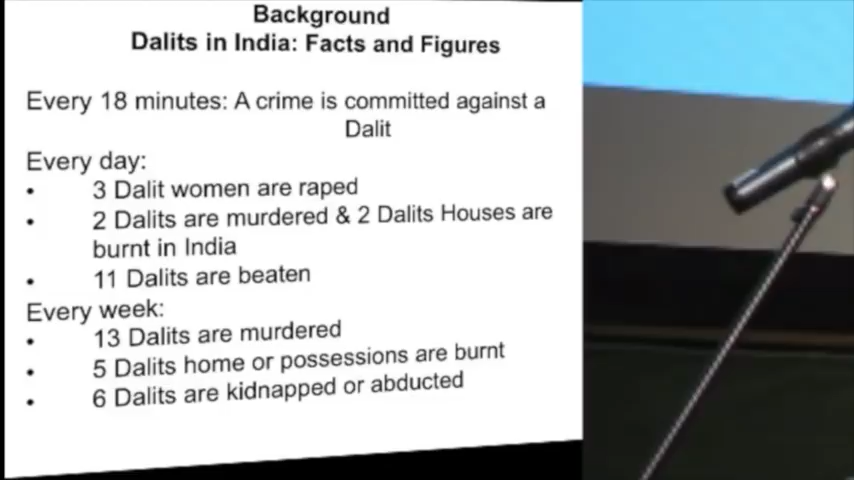 Background
Dalits in India: Facts and Figures
Every 18 minutes: A crime is committed against a
Dalit
Every day:
• 3 Dalit women are raped
• 2 Dalits are murdered & 2 Dalits Houses are
burnt in India
• 11 Dalits are beaten
Every week:
• 13 Dalits are murdered
• 5 Dalits home or possessions are burnt
• 6 Dalits are kidnapped or abducted